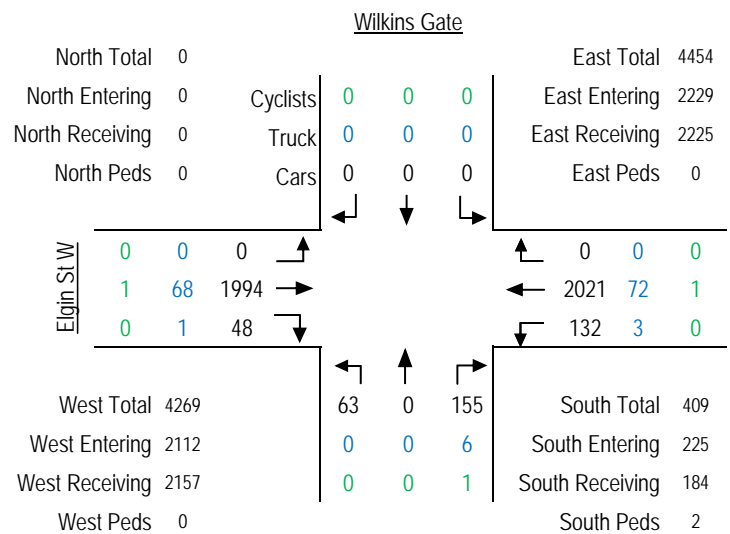 Wilkins Gate
North Total 0
North Entering 0
North Receiving 0
North Peds 0
Cyclists 0 0 0
Truck 0 0 0
Cars 0 0 0
East Total 4454
East Entering 2229
East Receiving 2225
East Peds 0
Elgin St W
0 0 0
1 68 1994
0 1 48
0 0 0
2021 72 1
132 3 0
63 0 155
0 0 6
0 0 1
West Total 4269
West Entering 2112
West Receiving 2157
West Peds 0
South Total 409
South Entering 225
South Receiving 184
South Peds 2